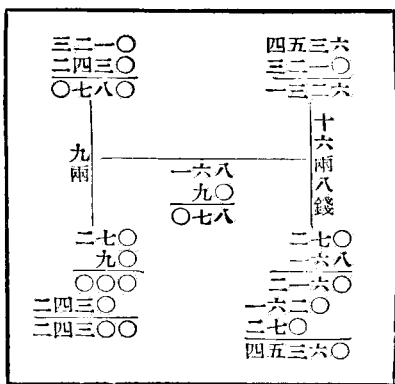 三二一〇
二四三〇
〇七八〇
四五三六
三二一〇
一三二六
九兩
一六八
九〇
〇七八
十六兩八錢
二七〇
九〇
〇〇〇
二四三〇
二四三〇〇
二七〇
一六八
二一六〇
一六二〇
二七〇
四五三六〇